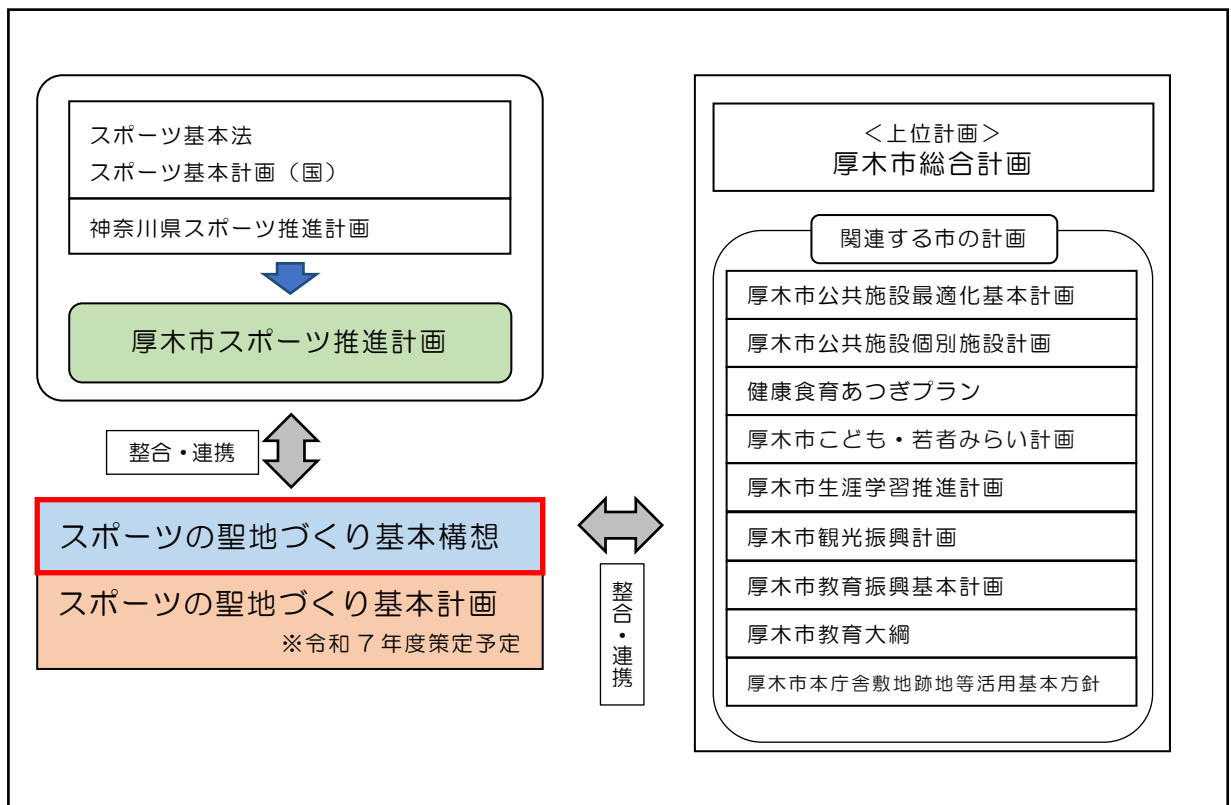 スポーツ基本法
スポーツ基本計画（国）
神奈川県スポーツ推進計画
厚木市スポーツ推進計画
整合・連携
スポーツの聖地づくり基本構想
スポーツの聖地づくり基本計画
※令和７年度策定予定
整合・連携
＜上位計画＞
厚木市総合計画
関連する市の計画
厚木市公共施設最適化基本計画
厚木市公共施設個別施設計画
健康食育あつぎプラン
厚木市こども・若者みらい計画
厚木市生涯学習推進計画
厚木市観光振興計画
厚木市教育振興基本計画
厚木市教育大綱
厚木市本庁舎敷地跡地等活用基本方針